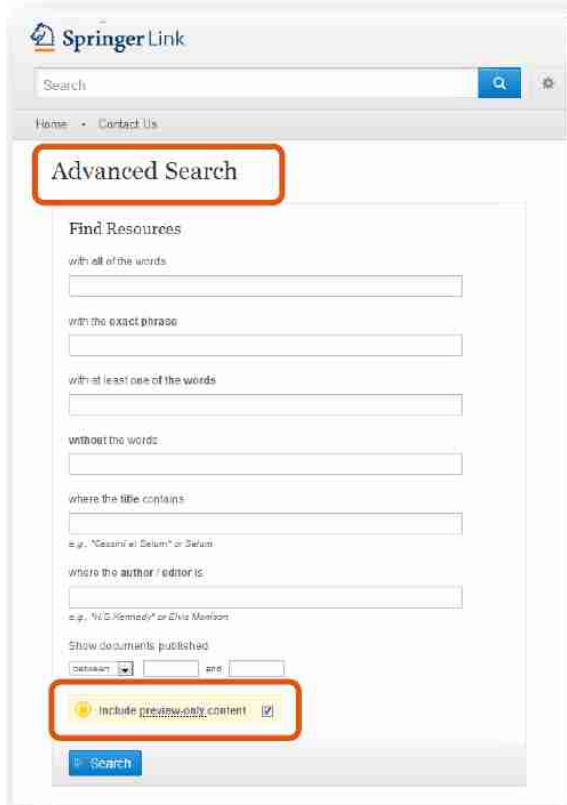 Springer Link
Search
Home • Contact Us
Advanced Search
Find Resources
with all of the words
with the exact phrase
with at least one of the words
without the words
where the title contains
e.g., "Cassini at Saturn" or Saturn
where the author / editor is
e.g., "H.G.Kennedy" or Elvis Morrison
Show documents published
between and
Include preview-only content
Search